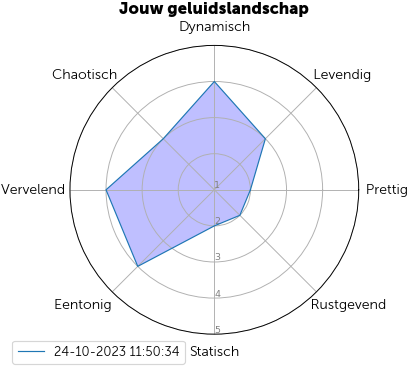 Jouw geluidslandschap
Dynamisch
Chaotisch
Levendig
Vervelend
1
Prettig
2
3
Eentonig
4
Rustgevend
5
24-10-2023 11:50:34
Statisch